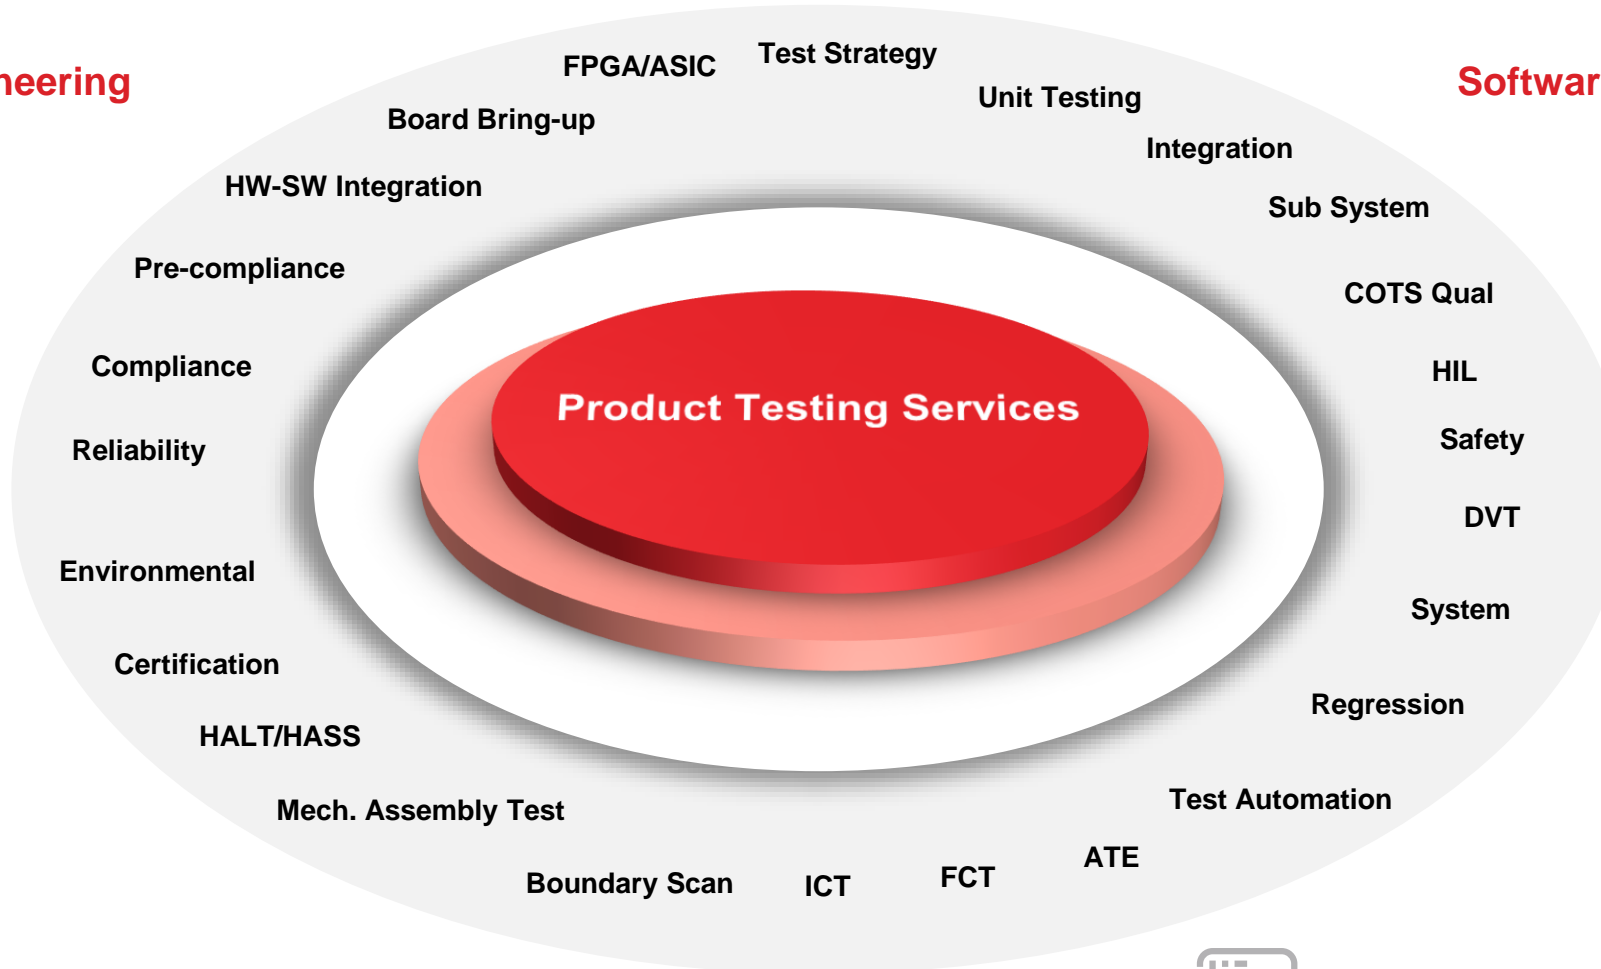 neering
Softwar
FPGA/ASIC
Test Strategy
Board Bring-up
Unit Testing
Integration
HW-SW Integration
Sub System
Pre-compliance
COTS Qual
Compliance
HIL
Product Testing Services
Reliability
Safety
DVT
Environmental
System
Certification
Regression
HALT/HASS
Mech. Assembly Test
Test Automation
Boundary Scan
ICT
FCT
ATE